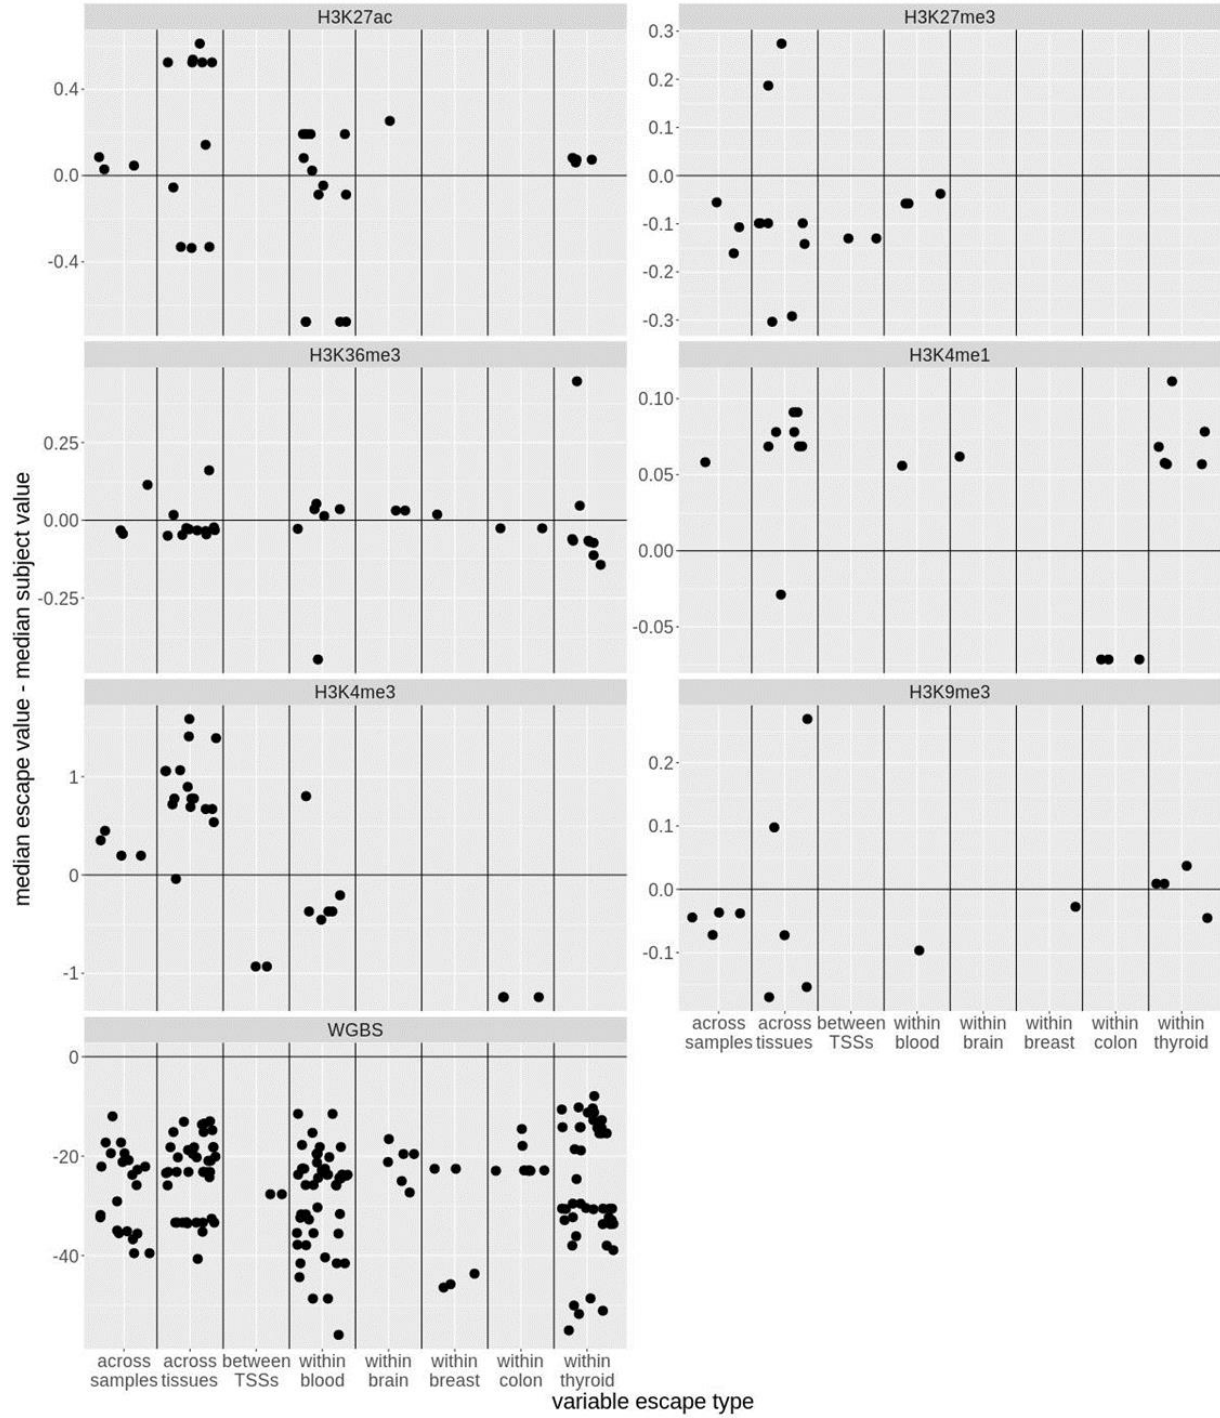 H3K27ac
0.4
0.0
-0.4
H3K27me3
0.3
0.2
0.1
0.0
-0.1
-0.2
-0.3
H3K36me3
0.25
0.00
-0.25
H3K4me1
0.10
0.05
0.00
-0.05
H3K4me3
1
0
-1
H3K9me3
0.2
0.1
0.0
-0.1
across across between within within within within within
samples tissues TSSs blood brain breast colon thyroid
WGBS
0
-20
-40
across across between within within within within within
samples tissues TSSs blood brain breast colon thyroid
variable escape type
median escape value - median subject value